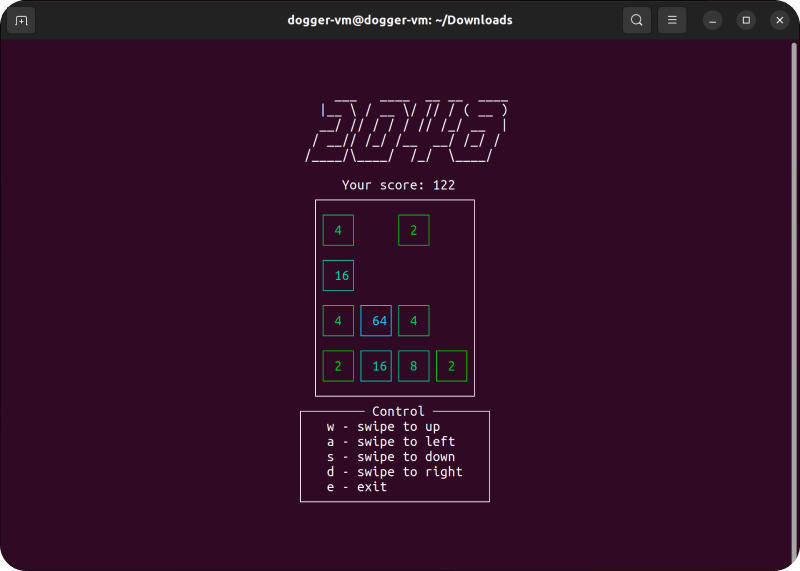 dogger-vm@dogger-vm: ~/Downloads
2048
Your score: 122
4 2
16
4 64 4
2 16 8 2
Control
w - swipe to up
a - swipe to left
s - swipe to down
d - swipe to right
e - exit